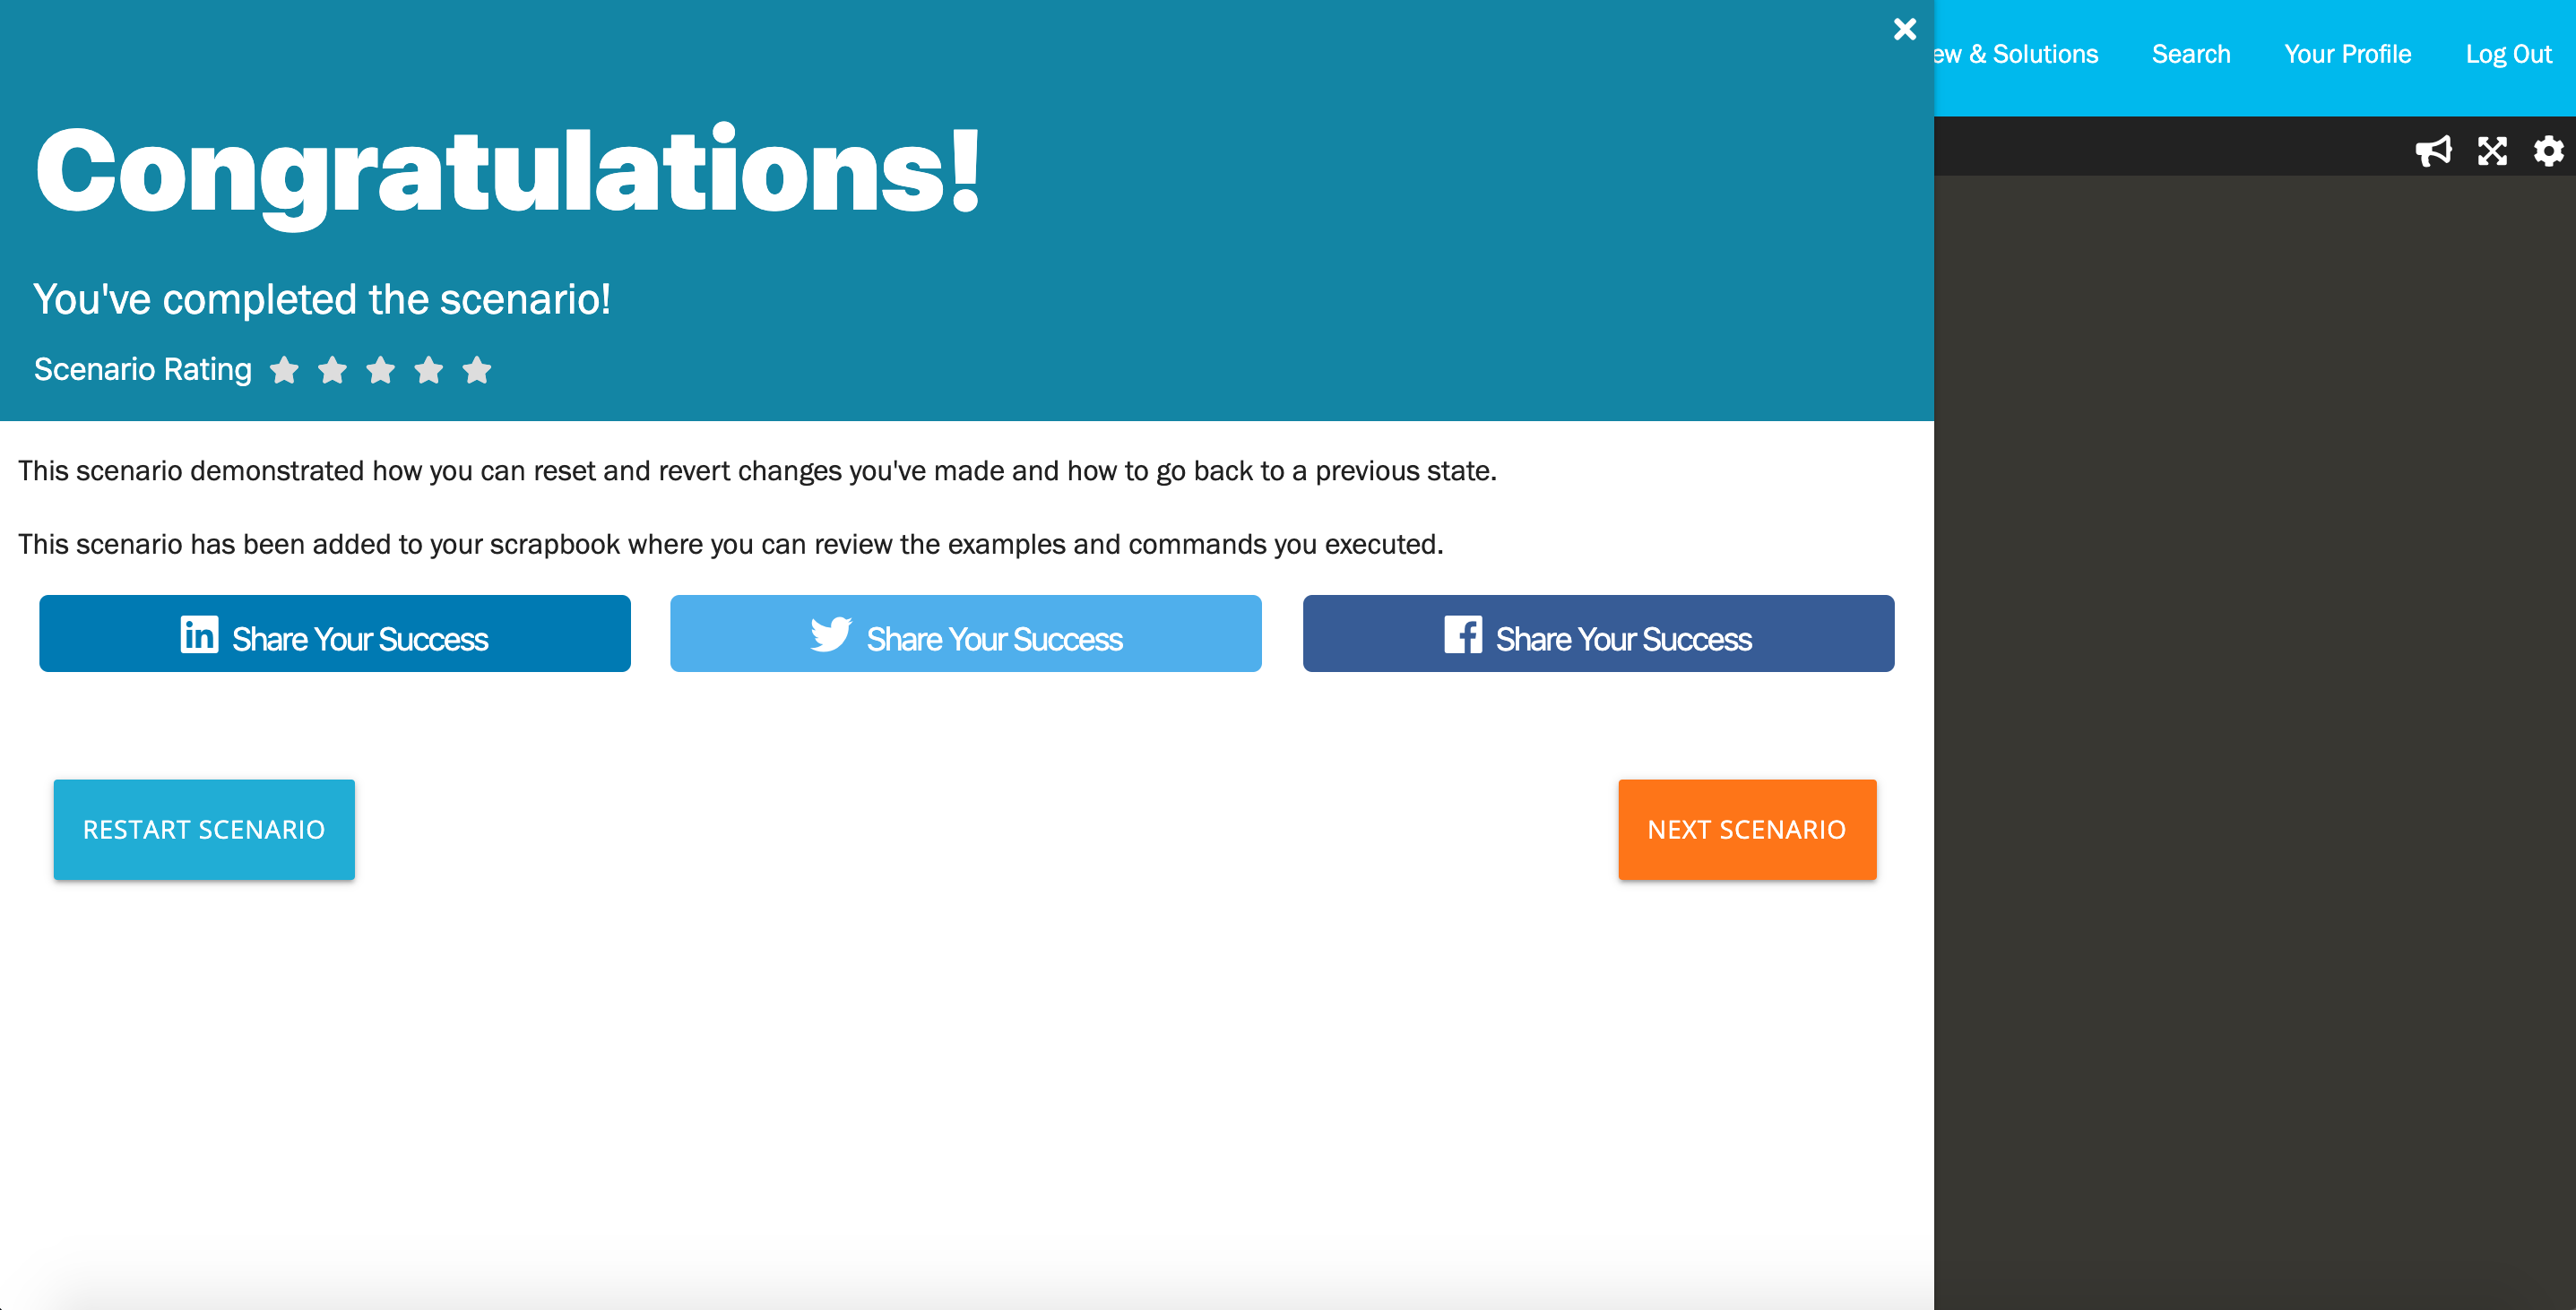 ew & Solutions Search Your Profile Log Out
Congratulations!
You've completed the scenario!
Scenario Rating
This scenario demonstrated how you can reset and revert changes you've made and how to go back to a previous state.
This scenario has been added to your scrapbook where you can review the examples and commands you executed.
in Share Your Success
Share Your Success
f Share Your Success
RESTART SCENARIO
NEXT SCENARIO